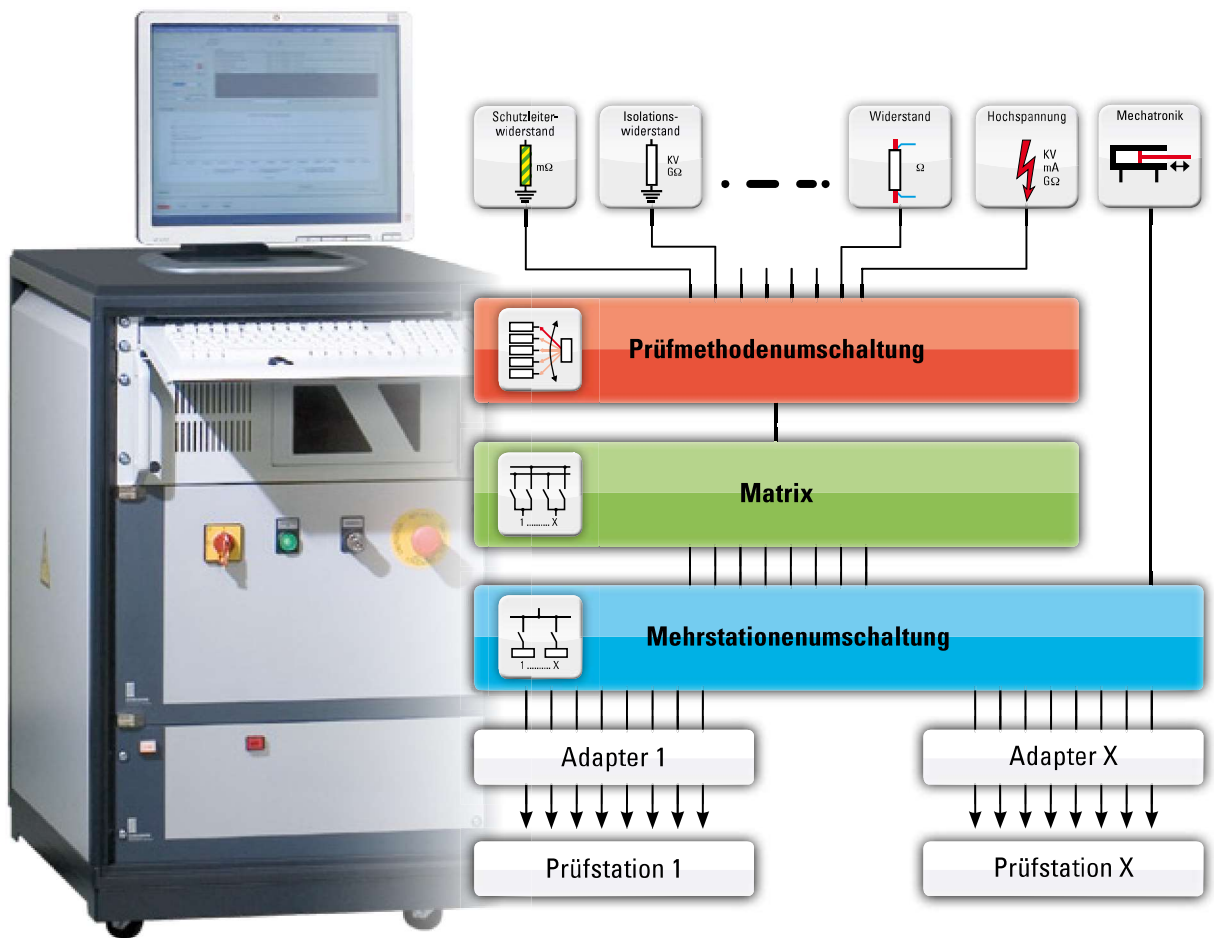 Schutzleiter-
widerstand
mΩ
Isolations-
widerstand
KV
GΩ
Widerstand
Ω
Hochspannung
KV
mA
GΩ
Mechatronik
Prüfmethodenumschaltung
Matrix
1 .......... X
Mehrstationenumschaltung
1 .......... X
Adapter 1
Adapter X
Prüfstation 1
Prüfstation X